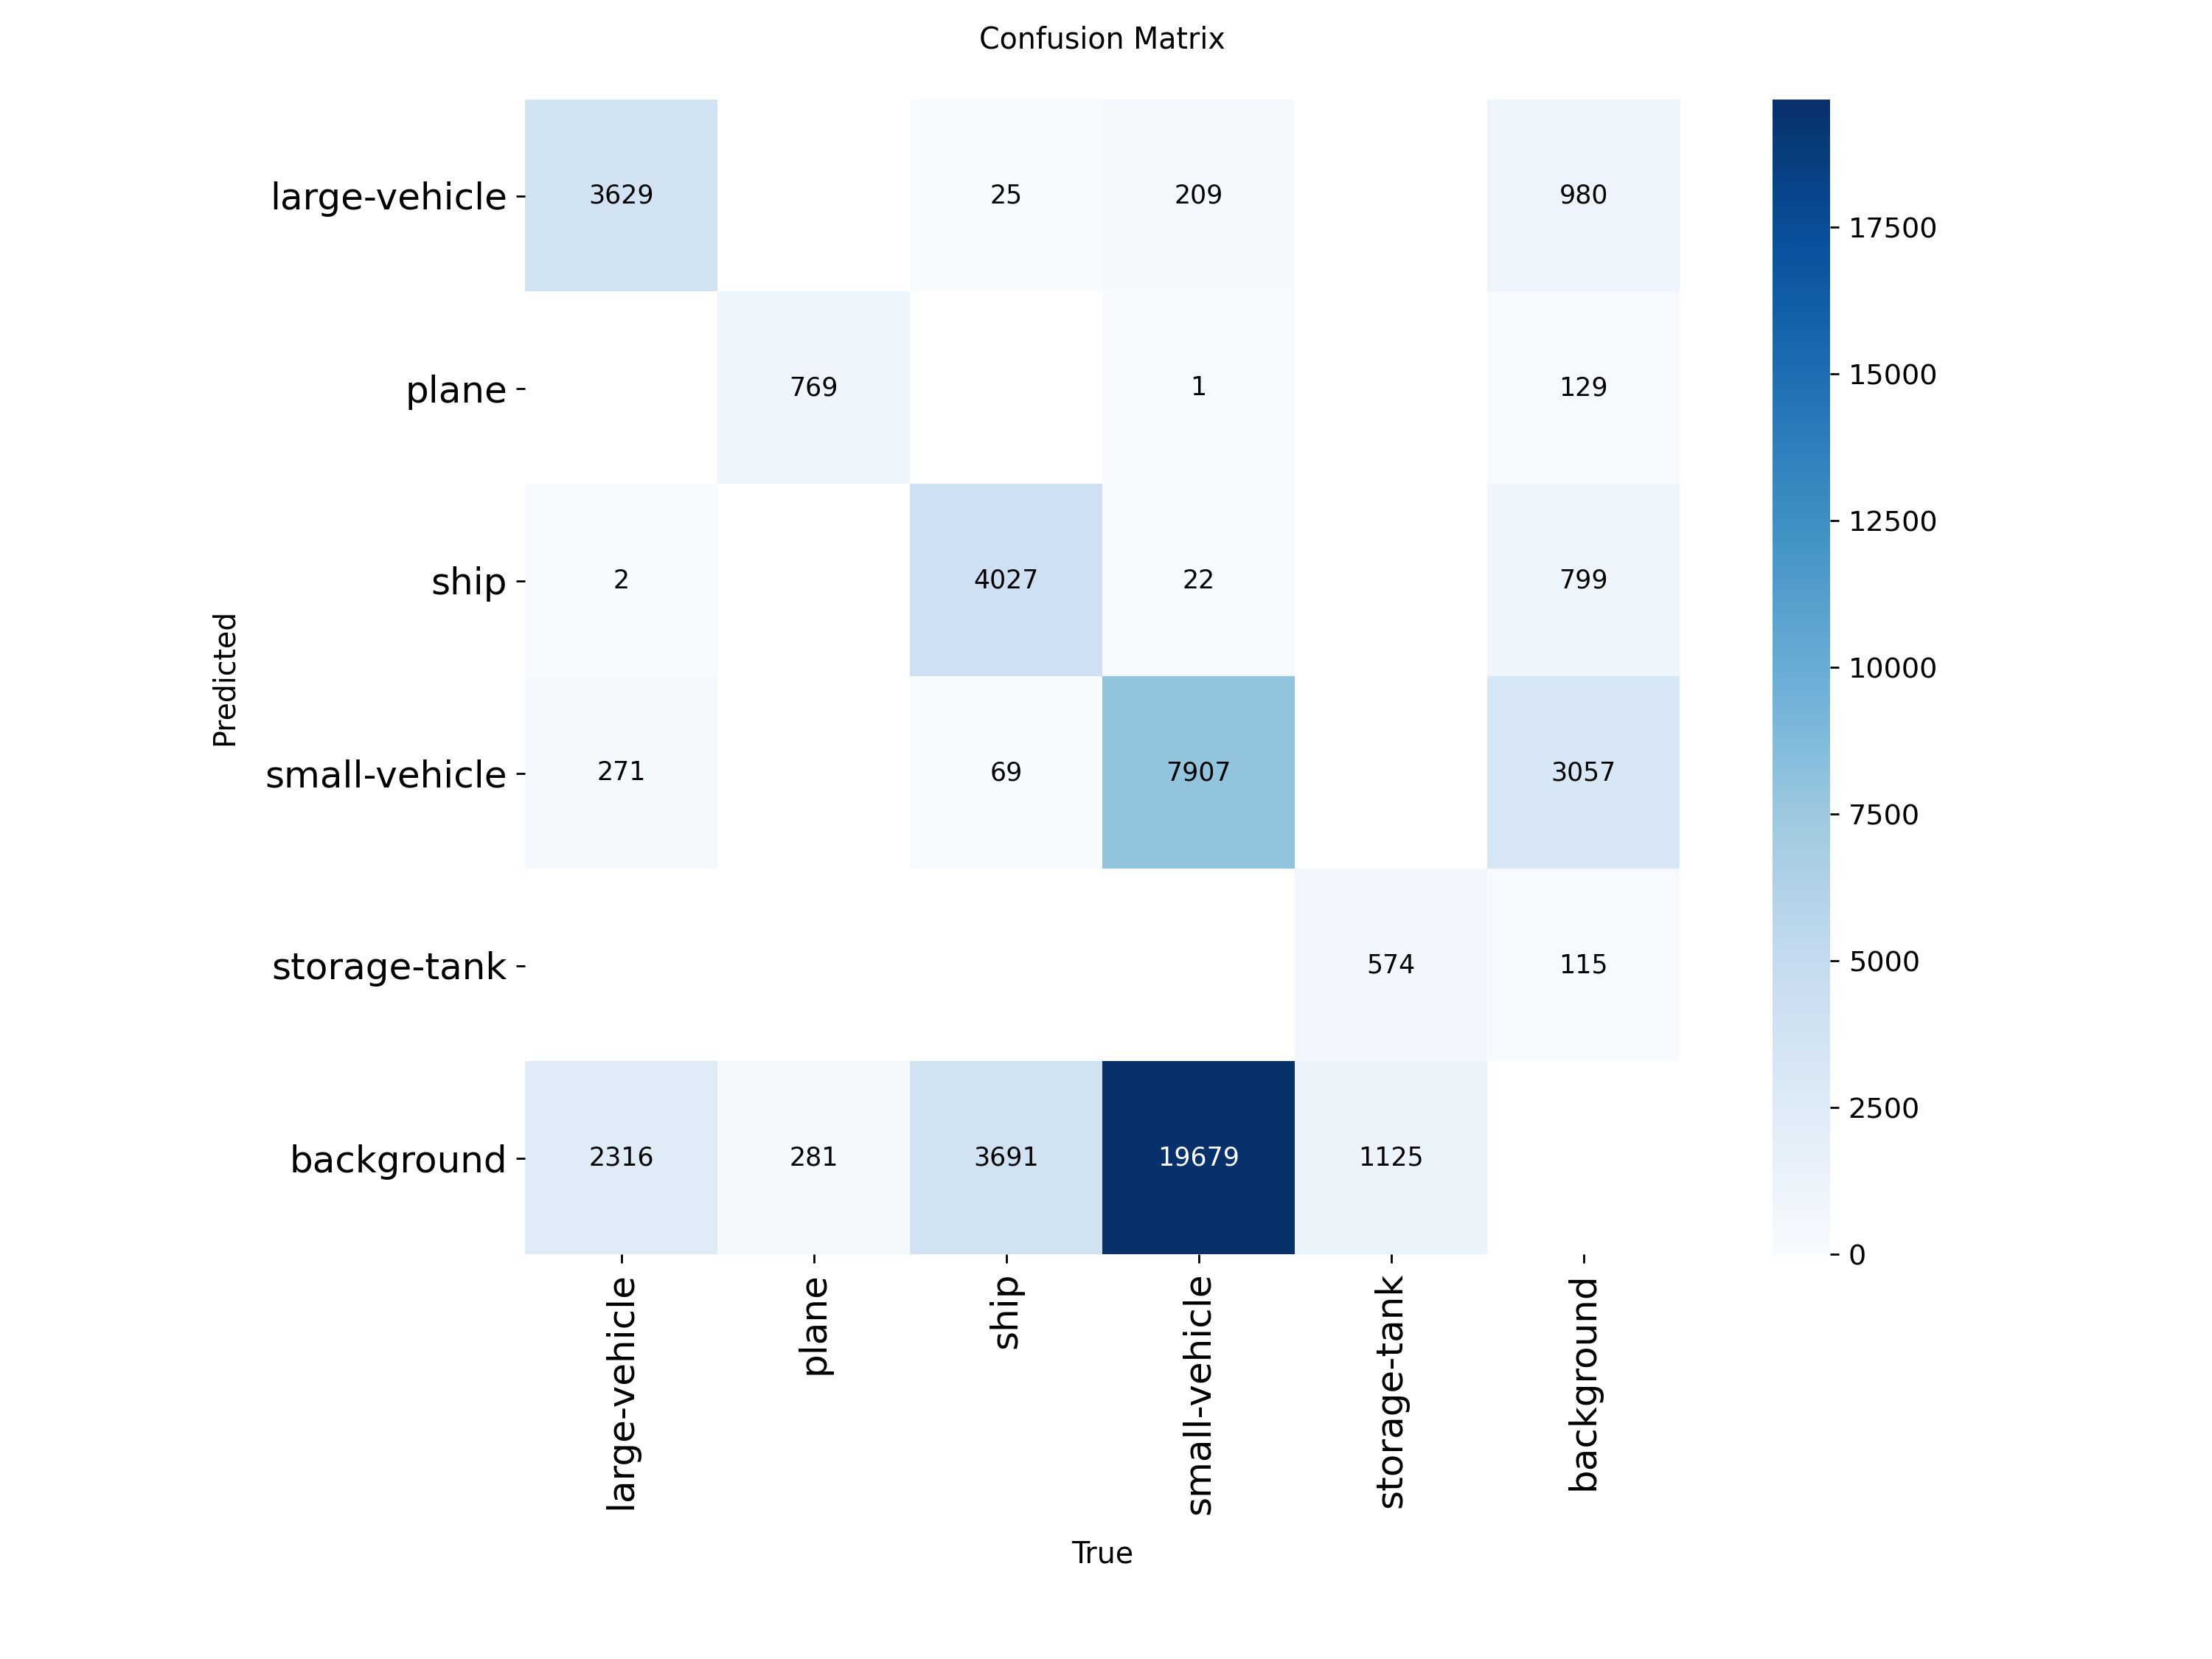 Confusion Matrix
large-vehicle 3629 25 209 980
plane 769 1 129
ship 2 4027 22 799
small-vehicle 271 69 7907 3057
storage-tank 574 115
background 2316 281 3691 19679 1125
Predicted
large-vehicle plane ship small-vehicle storage-tank background
True
17500
15000
12500
10000
7500
5000
2500
0